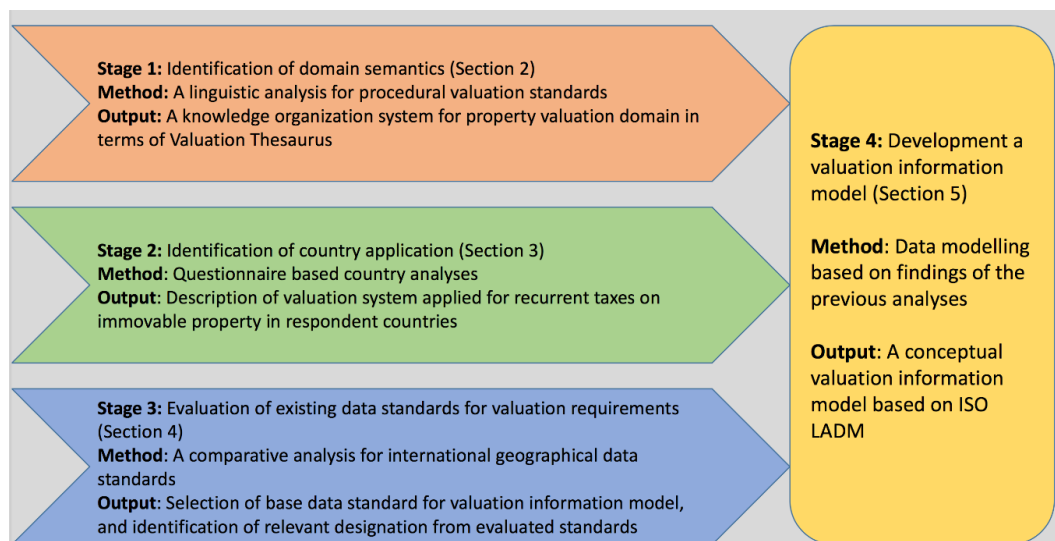 Stage 1: Identification of domain semantics (Section 2)
Method: A linguistic analysis for procedural valuation standards
Output: A knowledge organization system for property valuation domain in
terms of Valuation Thesaurus
Stage 2: Identification of country application (Section 3)
Method: Questionnaire based country analyses
Output: Description of valuation system applied for recurrent taxes on
immovable property in respondent countries
Stage 3: Evaluation of existing data standards for valuation requirements
(Section 4)
Method: A comparative analysis for international geographical data
standards
Output: Selection of base data standard for valuation information model,
and identification of relevant designation from evaluated standards
Stage 4: Development a
valuation information
model (Section 5)
Method: Data modelling
based on findings of the
previous analyses
Output: A conceptual
valuation information
model based on ISO
LADM